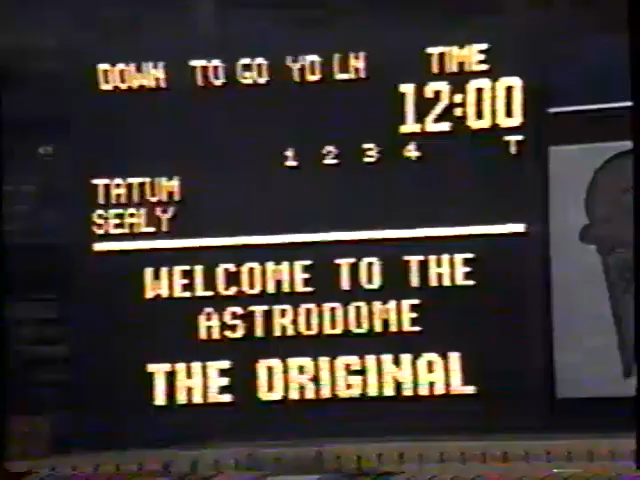 DOWN TO GO YD LN TIME
12:00
1 2 3 4 T
TATUM
SEALY
WELCOME TO THE
ASTRODOME
THE ORIGINAL